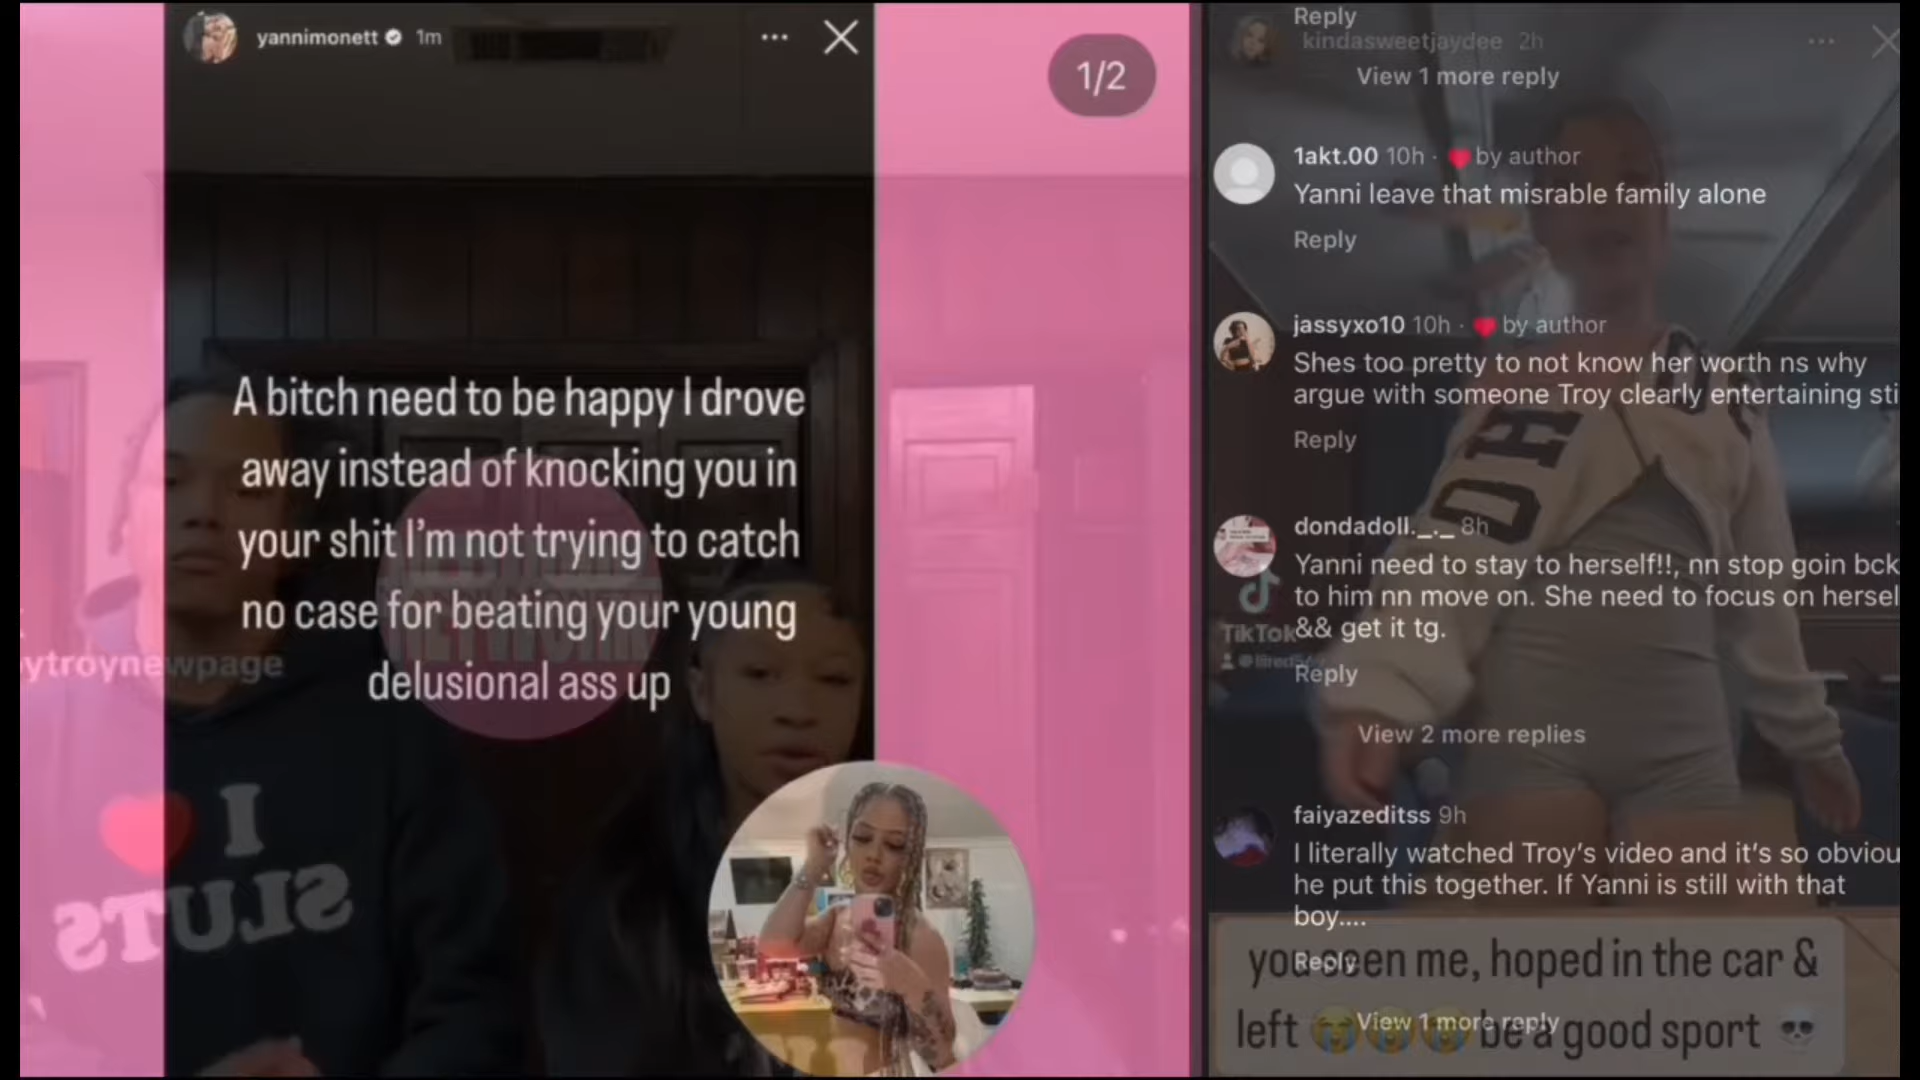 yannimonett 1m
1/2
A bitch need to be happy I drove
away instead of knocking you in
your shit I'm not trying to catch
no case for beating your young
delusional ass up
ytroynewpage
I
SLUTS
Reply
kindasweetjaydee 2h
View 1 more reply
1akt.00 10h · ❤️ by author
Yanni leave that misrable family alone
Reply
jassyxo10 10h · ❤️ by author
Shes too pretty to not know her worth ns why
argue with someone Troy clearly entertaining sti
Reply
dondadoll._._ 8h
Yanni need to stay to herself!!, nn stop goin bck
to him nn move on. She need to focus on hersel
&& get it tg.
TikTok
Reply
View 2 more replies
faiyazeditss 9h
I literally watched Troy's video and it's so obviou
he put this together. If Yanni is still with that
boy....
Reply
you seen me, hoped in the car &
left 😭😭😭 be a good sport 💀
View 1 more reply